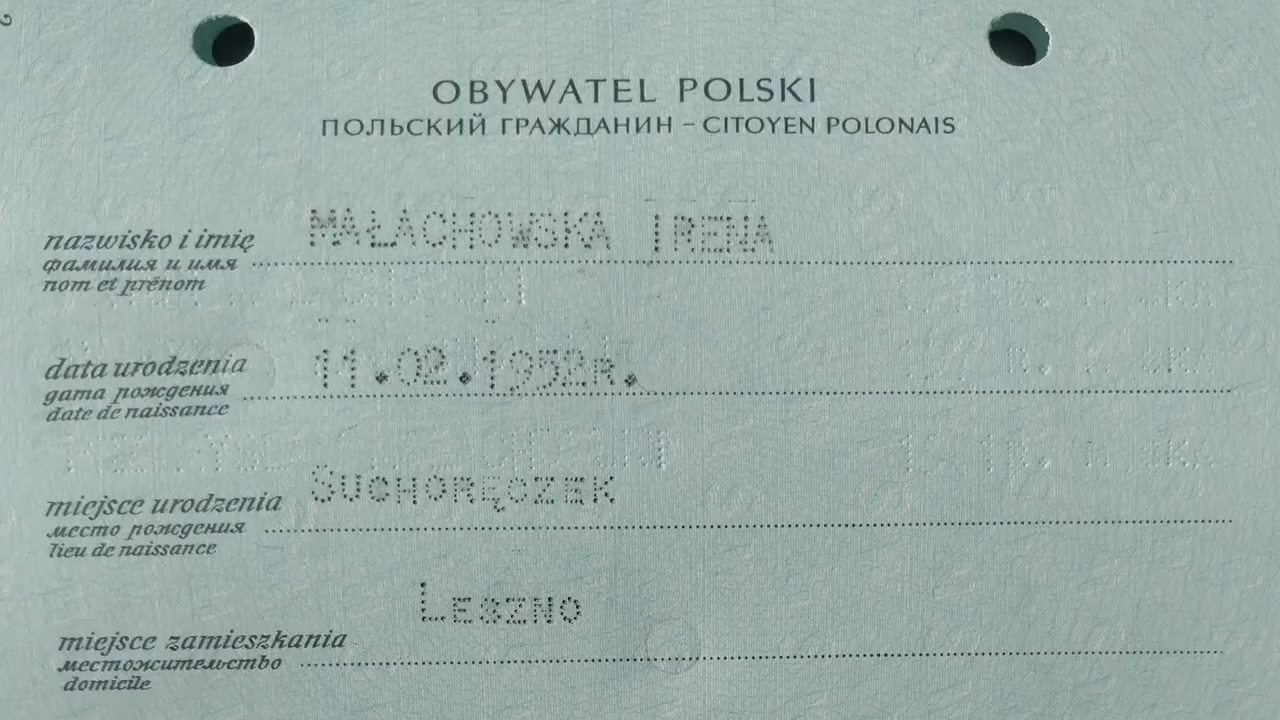 OBYWATEL POLSKI
ПОЛЬСКИЙ ГРАЖДАНИН – CITOYEN POLONAIS
nazwisko i imię MAŁACHOWSKA IRENA
фамилия и имя
nom et prénom
data urodzenia 11.02.1952R.
дата рождения
date de naissance
miejsce urodzenia SUCHORĘCZEK
место рождения
lieu de naissance
miejsce zamieszkania LESZNO
местожительство
domicile